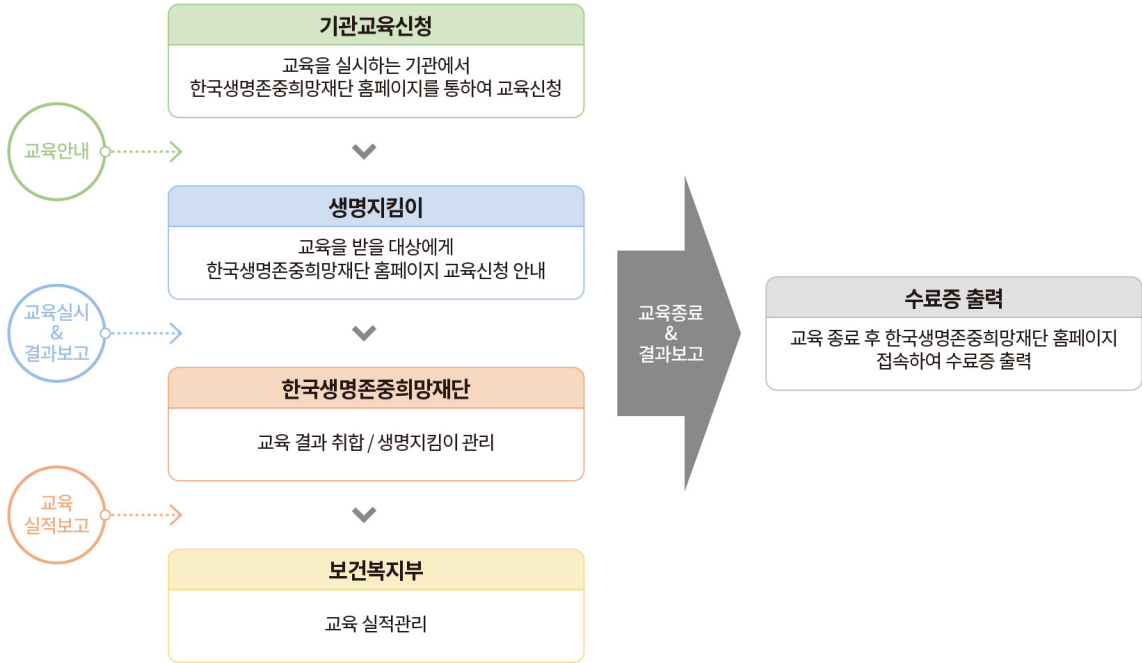 기관교육신청
교육을 실시하는 기관에서
한국생명존중희망재단 홈페이지를 통하여 교육신청
교육안내
생명지킴이
교육을 받을 대상에게
한국생명존중희망재단 홈페이지 교육신청 안내
교육실시
&
결과보고
한국생명존중희망재단
교육 결과 취합 / 생명지킴이 관리
교육
실적보고
보건복지부
교육 실적관리
교육종료
&
결과보고
수료증 출력
교육 종료 후 한국생명존중희망재단 홈페이지
접속하여 수료증 출력